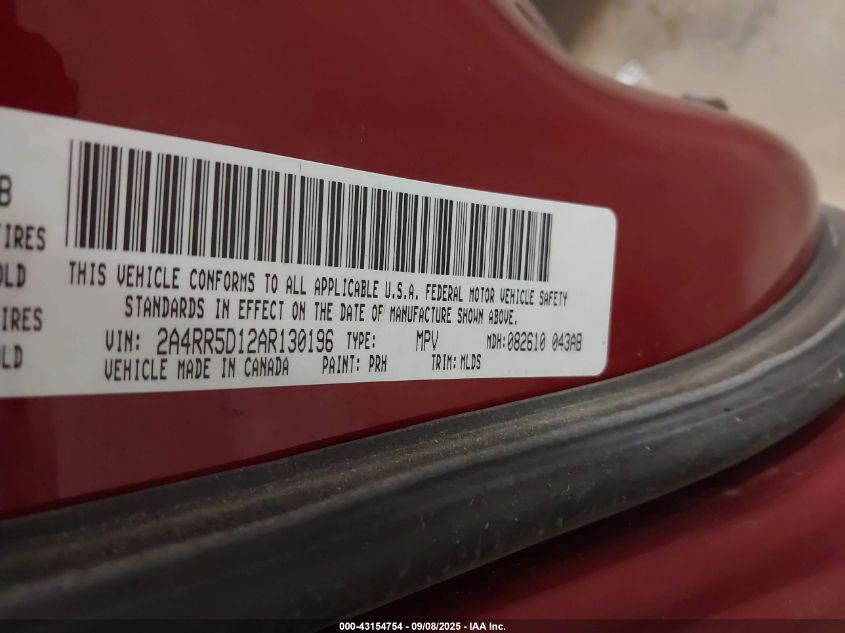 B
TIRES
OLD
TIRES
OLD
THIS VEHICLE CONFORMS TO ALL APPLICABLE U.S.A. FEDERAL MOTOR VEHICLE SAFETY
STANDARDS IN EFFECT ON THE DATE OF MANUFACTURE SHOWN ABOVE.
VIN: 2A4RR5D12AR130196 TYPE: MPV MDH: 082610 043AB
VEHICLE MADE IN CANADA PAINT: PRH TRIM: MLDS
000-43154754 - 09/08/2025 - IAA Inc.